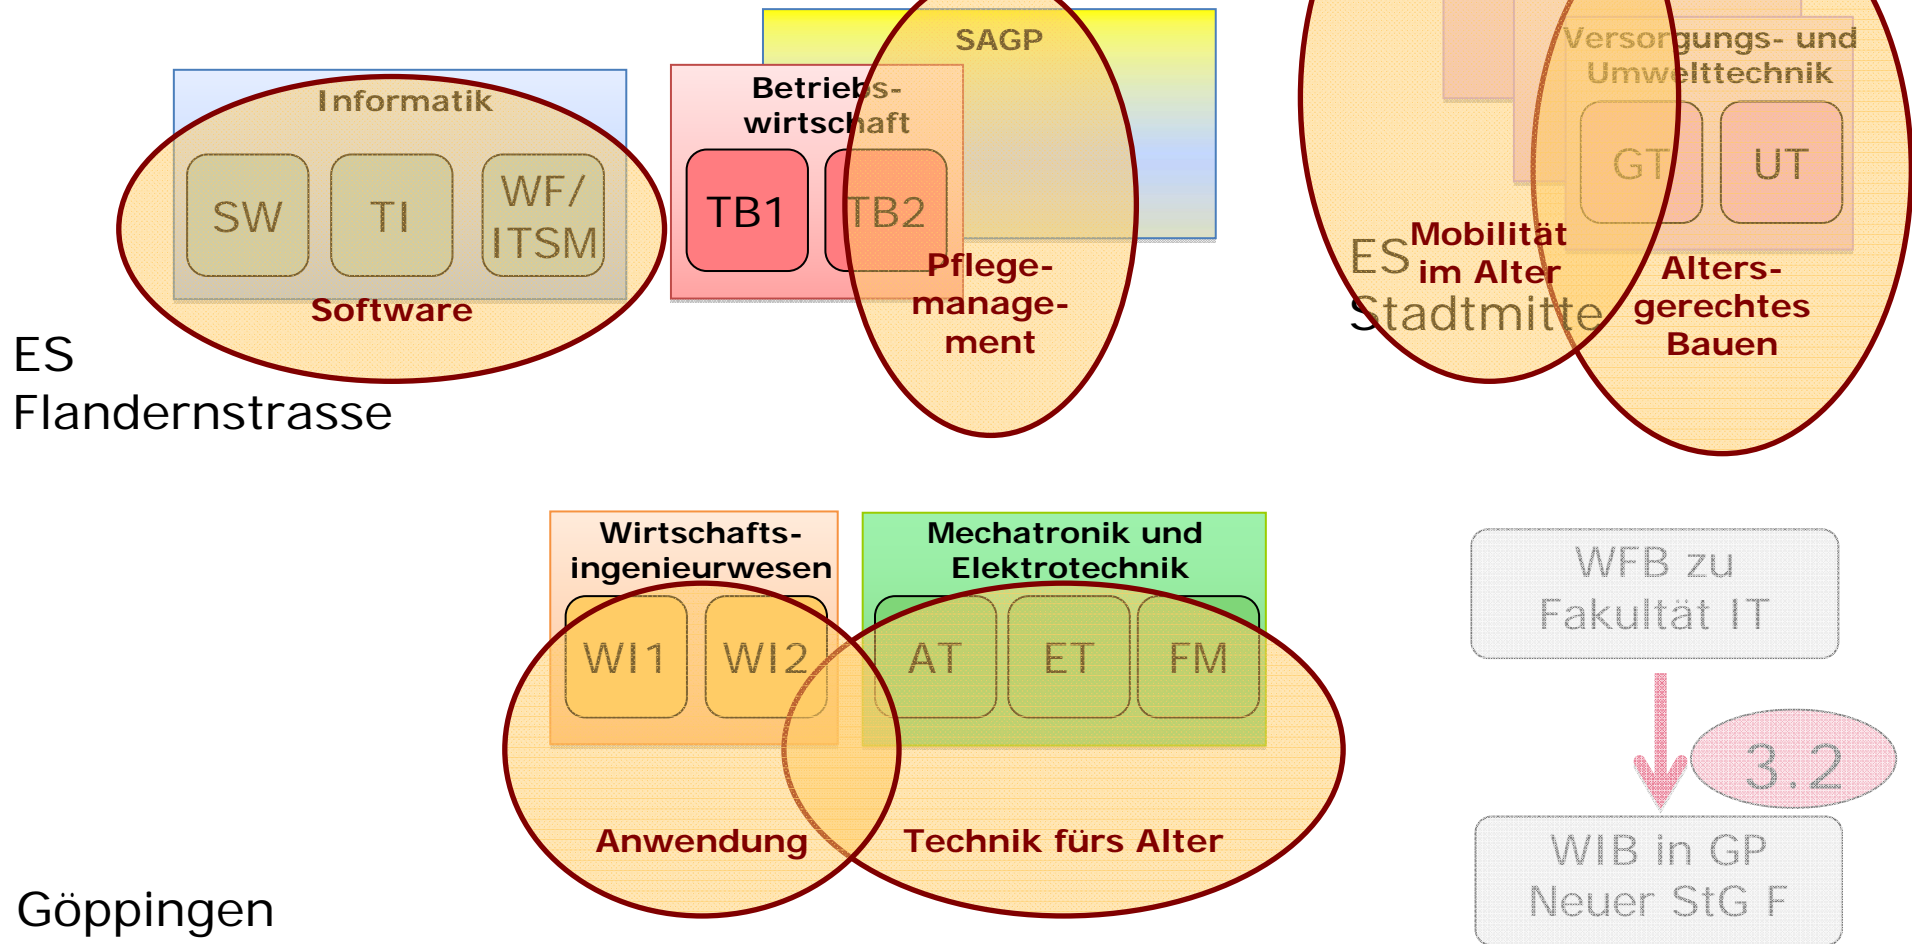 SAGP
Informatik
SW
TI
WF/
ITSM
Software
Betriebs-
wirtschaft
TB1
TB2
Pflege-
manage-
ment
Versorgungs- und
Umwelttechnik
GT
UT
ES
Stadtmitte
Mobilität
im Alter
Alters-
gerechtes
Bauen
ES
Flandernstrasse
Wirtschafts-
ingenieurwesen
WI1
WI2
Anwendung
Mechatronik und
Elektrotechnik
AT
ET
FM
Technik fürs Alter
WFB zu
Fakultät IT
3.2
WIB in GP
Neuer StG F
Göppingen